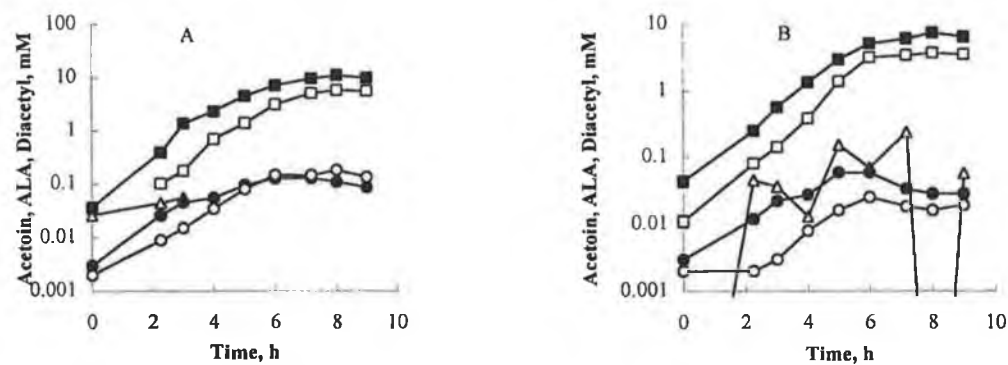 Acetoin, ALA, Diacetyl, mM
100
10
1
0.1
0.01
0.001
A
0 2 4 6 8 10
Time, h
Acetoin, ALA, Diacetyl, mM
10
1
0.1
0.01
0.001
B
0 2 4 6 8 10
Time, h